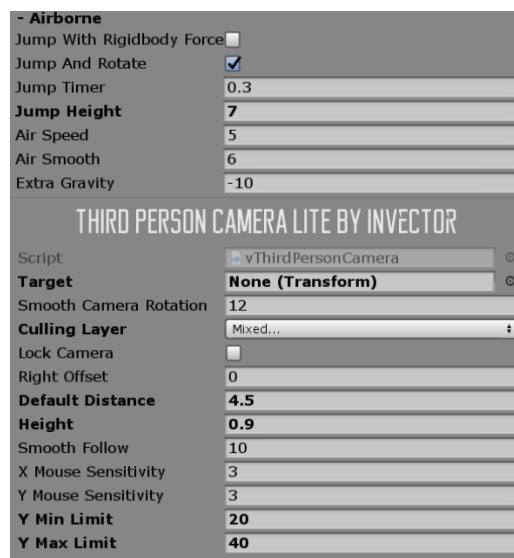 - Airborne
Jump With Rigidbody Force
Jump And Rotate
Jump Timer 0.3
Jump Height 7
Air Speed 5
Air Smooth 6
Extra Gravity -10
THIRD PERSON CAMERA LITE BY INVECTOR
Script vThirdPersonCamera
Target None (Transform)
Smooth Camera Rotation 12
Culling Layer Mixed...
Lock Camera
Right Offset 0
Default Distance 4.5
Height 0.9
Smooth Follow 10
X Mouse Sensitivity 3
Y Mouse Sensitivity 3
Y Min Limit 20
Y Max Limit 40